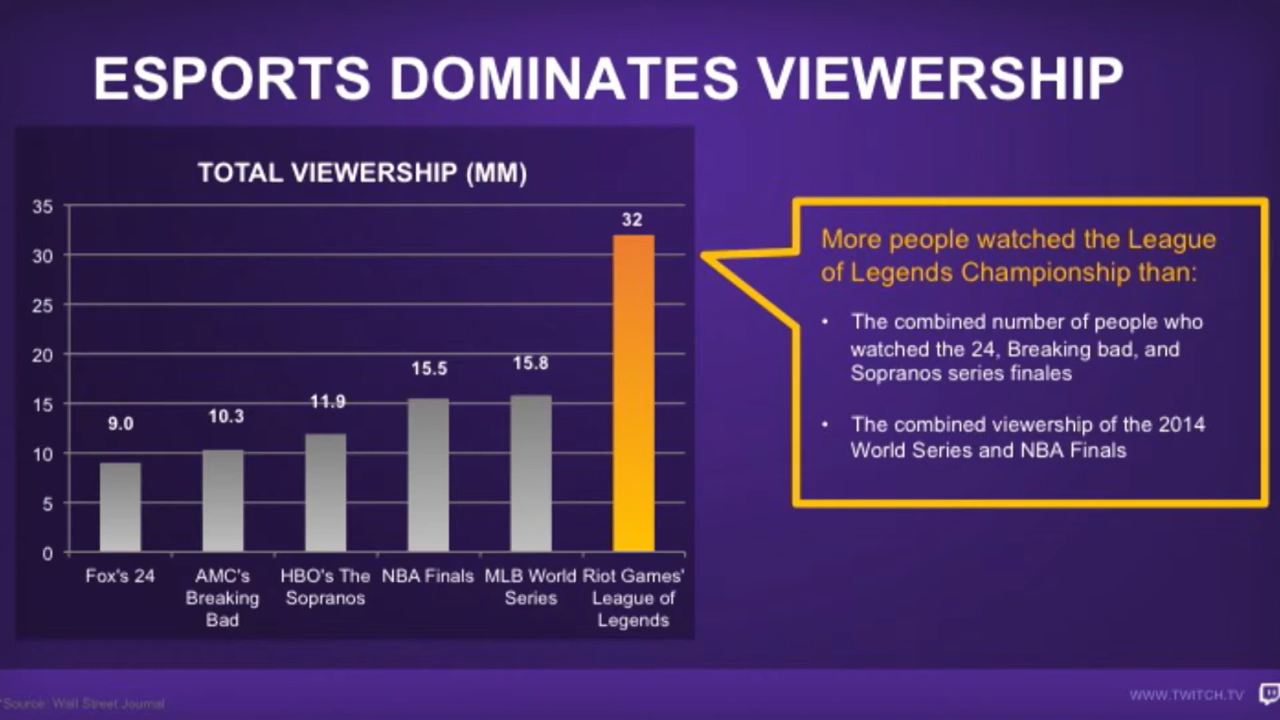 ESPORTS DOMINATES VIEWERSHIP
TOTAL VIEWERSHIP (MM)
35
30
25
20
15
10
5
0
9.0
10.3
11.9
15.5
15.8
32
Fox's 24
AMC's
Breaking
Bad
HBO's The
Sopranos
NBA Finals
MLB World
Series
Riot Games'
League of
Legends
More people watched the League
of Legends Championship than:
• The combined number of people who
watched the 24, Breaking bad, and
Sopranos series finales
• The combined viewership of the 2014
World Series and NBA Finals
*Source: Wall Street Journal
WWW.TWITCH.TV